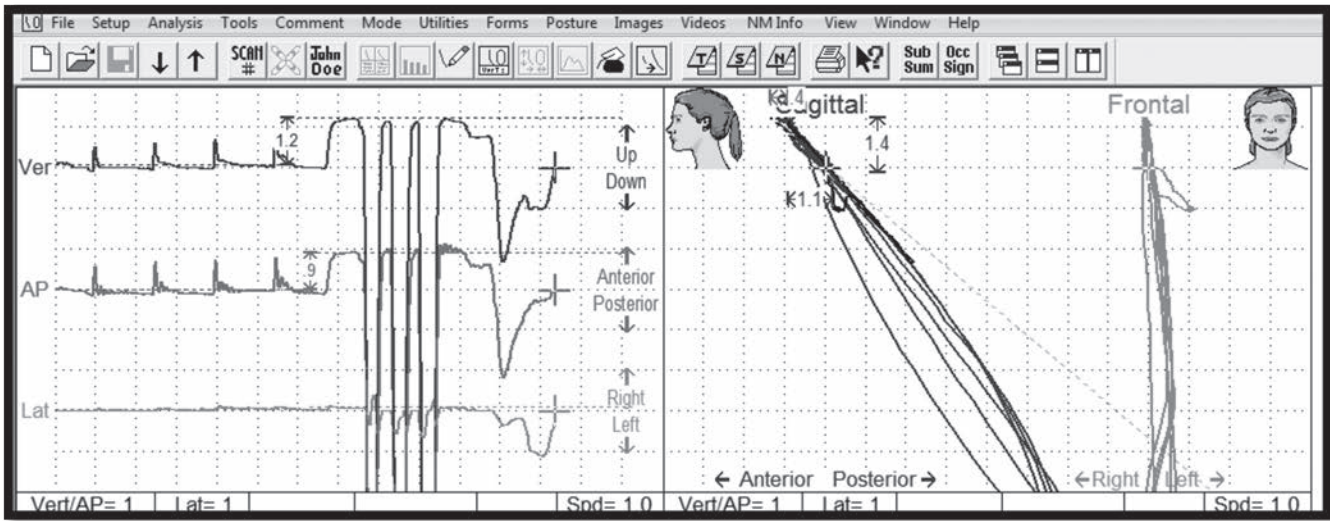 File Setup Analysis Tools Comment Mode Utilities Forms Posture Images Videos NM Info View Window Help
SCAN # John Doe Sub Sum Occ Sign
T S N
Ver
1.2
Up
Down
AP
9
Anterior
Posterior
Lat
Right
Left
Sagittal
1.4
1.4
K1.1
Frontal
← Anterior Posterior →
← Right Left →
Vert/AP= 1 Lat= 1 Spd= 1.0
Vert/AP= 1 Lat= 1 Spd= 1.0